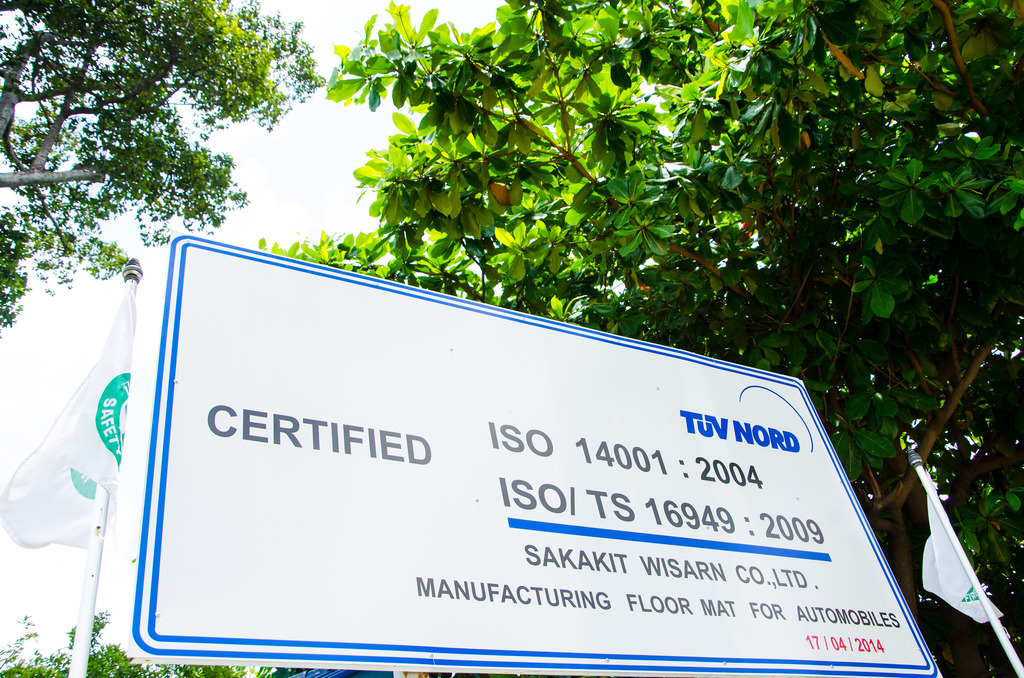 TÜV NORD
CERTIFIED ISO 14001 : 2004
ISO/ TS 16949 : 2009
SAKAKIT WISARN CO.,LTD .
MANUFACTURING FLOOR MAT FOR AUTOMOBILES
17 / 04 / 2014
SAFETY